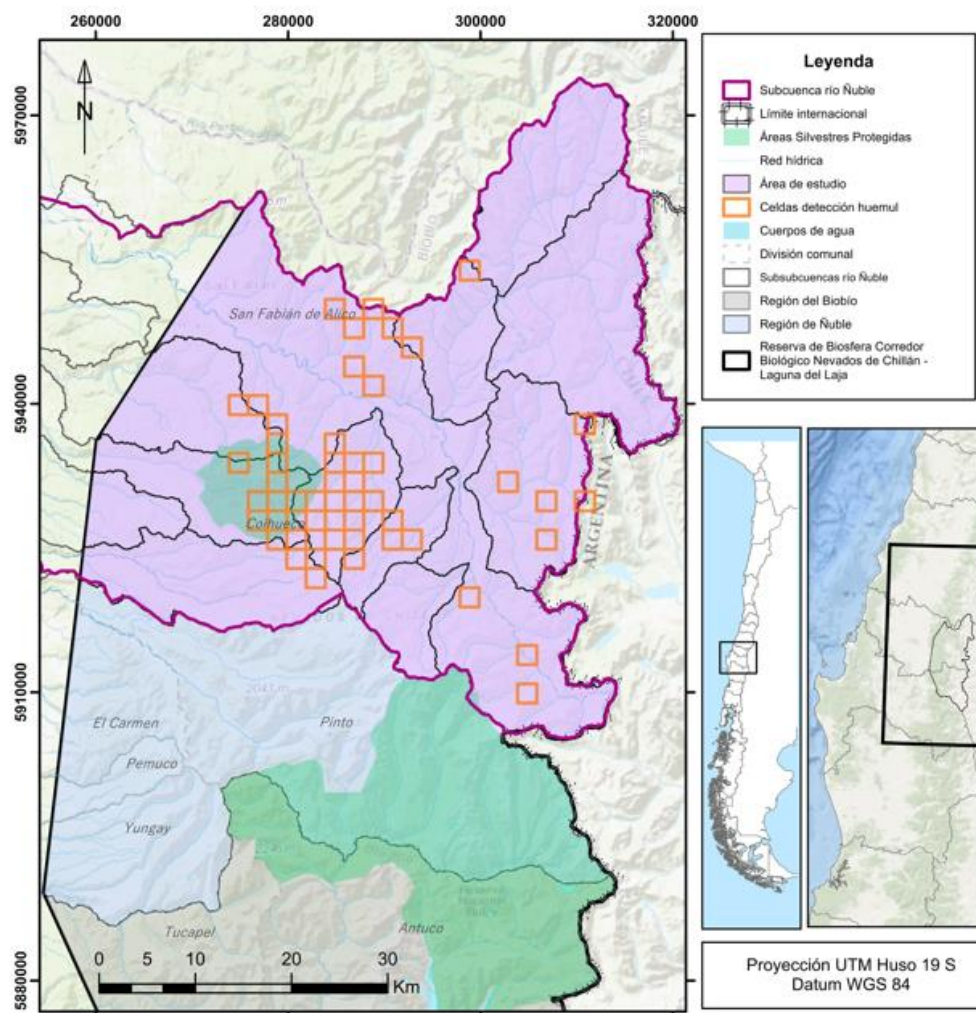 260000
280000
300000
320000
5970000
5940000
5910000
5880000
N
San Fabián de Alico
Coihueco
BIOBIO
CHILE
ARGENTINA
El Carmen
Pinto
Pemuco
Yungay
Tucapel
Antuco
0 5 10 20 30
Km
Leyenda
Subcuenca río Ñuble
Límite internacional
Áreas Silvestres Protegidas
Red hídrica
Área de estudio
Celdas detección huemul
Cuerpos de agua
División comunal
Subsubcuencas río Ñuble
Región del Biobío
Región de Ñuble
Reserva de Biosfera Corredor
Biológico Nevados de Chillán -
Laguna del Laja
Proyección UTM Huso 19 S
Datum WGS 84